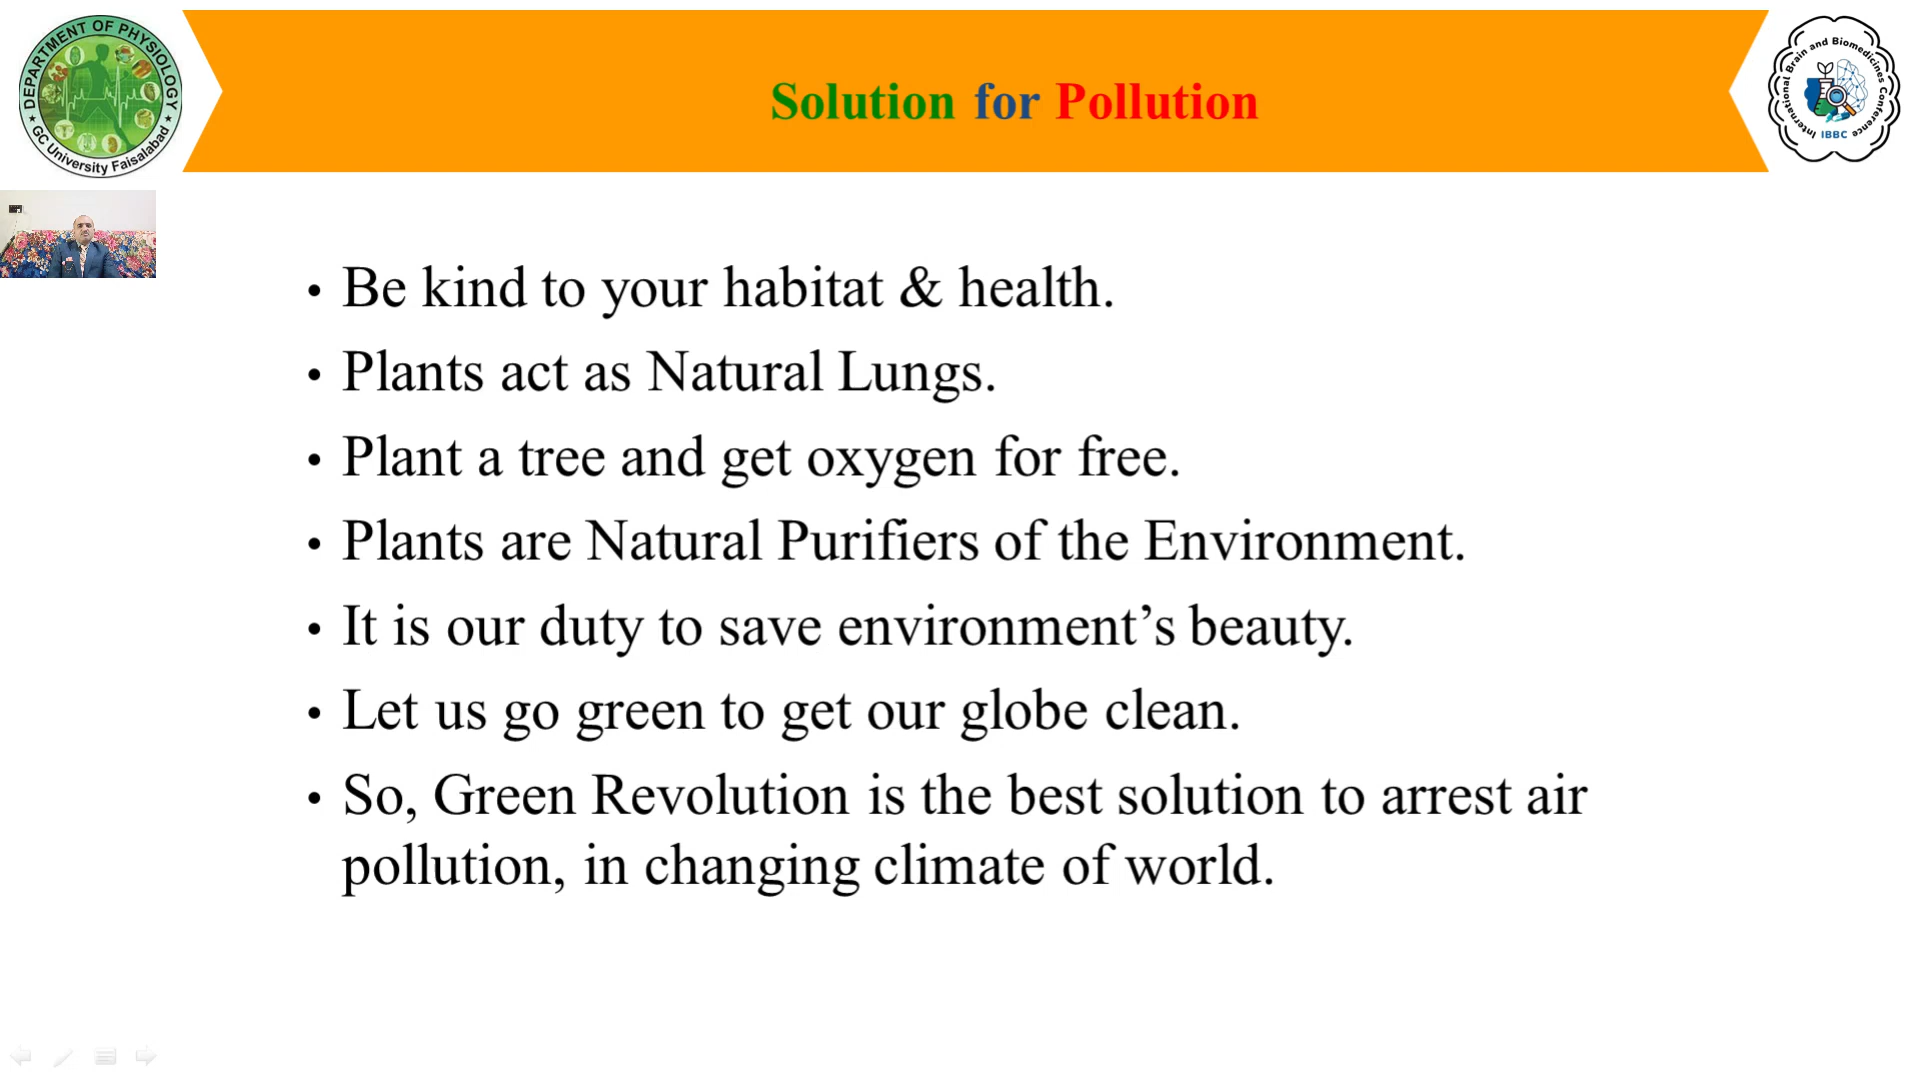 DEPARTMENT OF PHYSIOLOGY
★ GC University Faisalabad ★
Solution for Pollution
International Brain and Biomedicines Conference
IBBC
• Be kind to your habitat & health.
• Plants act as Natural Lungs.
• Plant a tree and get oxygen for free.
• Plants are Natural Purifiers of the Environment.
• It is our duty to save environment’s beauty.
• Let us go green to get our globe clean.
• So, Green Revolution is the best solution to arrest air
pollution, in changing climate of world.